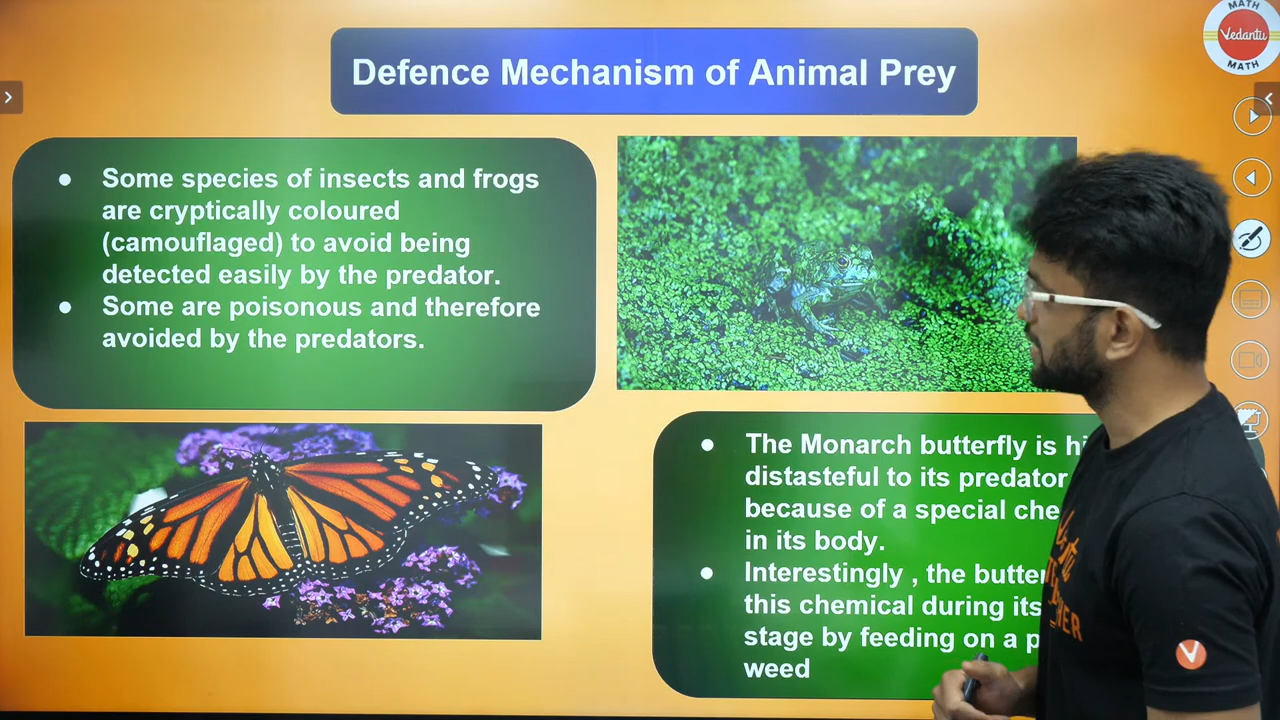 Defence Mechanism of Animal Prey
MATH
Vedantu
MATH
● Some species of insects and frogs
are cryptically coloured
(camouflaged) to avoid being
detected easily by the predator.
● Some are poisonous and therefore
avoided by the predators.
● The Monarch butterfly is
distasteful to its predator
because of a special
in its body.
● Interestingly , the
this chemical during its
stage by feeding on a
weed